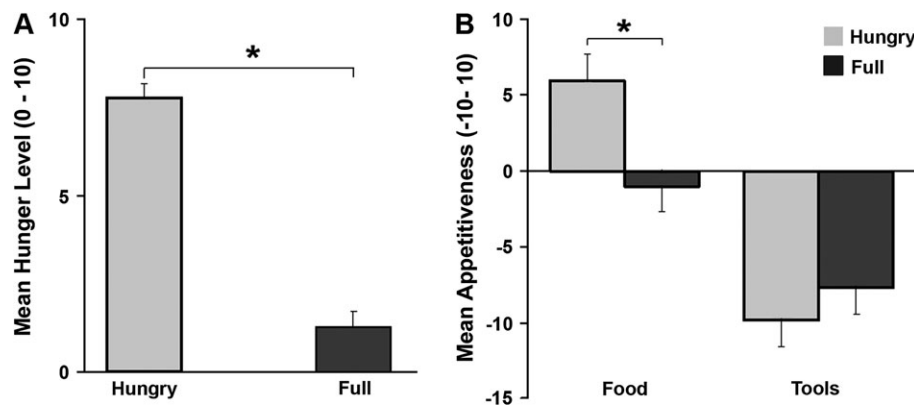 A
Mean Hunger Level (0 - 10)
10
5
0
*
Hungry
Full
B
Mean Appetitiveness (-10- 10)
10
5
0
-5
-10
-15
*
Hungry
Full
Food
Tools